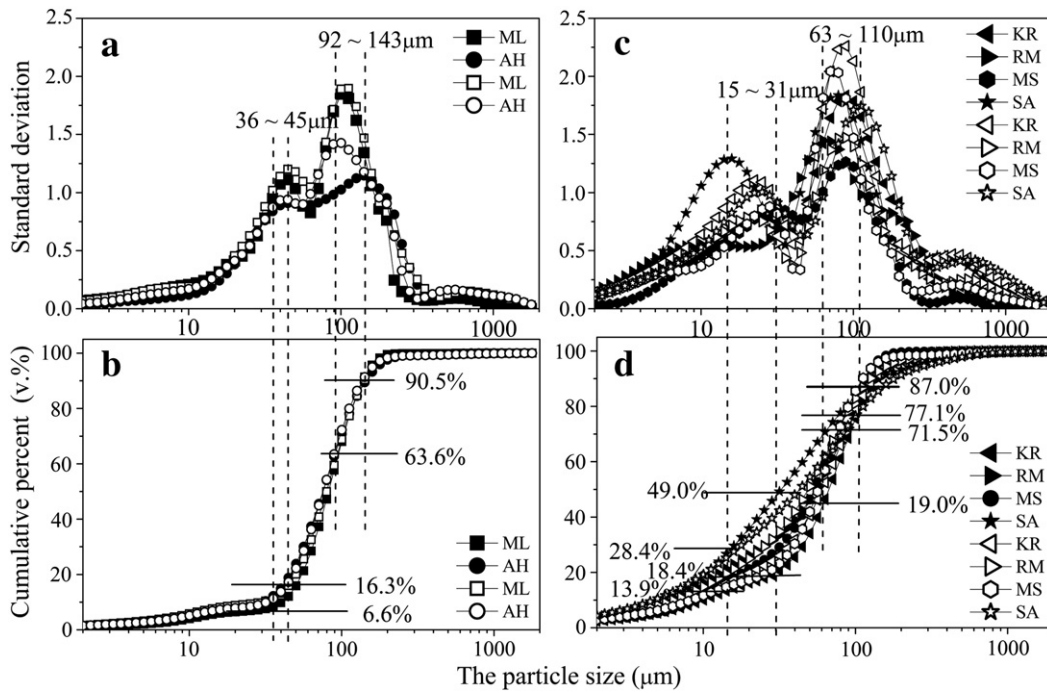 a
92 ~ 143μm
36 ~ 45μm
ML
AH
ML
AH
Standard deviation
2.5
2.0
1.5
1.0
0.5
0.0
10
100
1000
c
63 ~ 110μm
15 ~ 31μm
KR
RM
MS
SA
KR
RM
MS
SA
2.5
2.0
1.5
1.0
0.5
0.0
10
100
1000
b
90.5%
63.6%
16.3%
6.6%
ML
AH
ML
AH
Cumulative percent (v.%)
100
80
60
40
20
0
10
100
1000
d
87.0%
77.1%
71.5%
49.0%
19.0%
28.4%
18.4%
13.9%
KR
RM
MS
SA
KR
RM
MS
SA
100
80
60
40
20
0
10
100
1000
The particle size (μm)